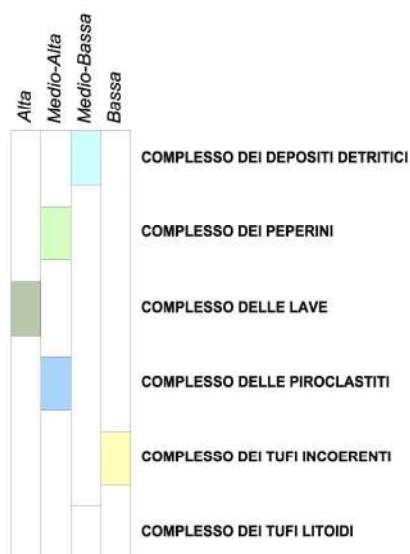 Alta
Medio-Alta
Medio-Bassa
Bassa
COMPLESSO DEI DEPOSITI DETRITICI
COMPLESSO DEI PEPERINI
COMPLESSO DELLE LAVE
COMPLESSO DELLE PIROCLASTITI
COMPLESSO DEI TUFI INCOERENTI
COMPLESSO DEI TUFI LITOIDI